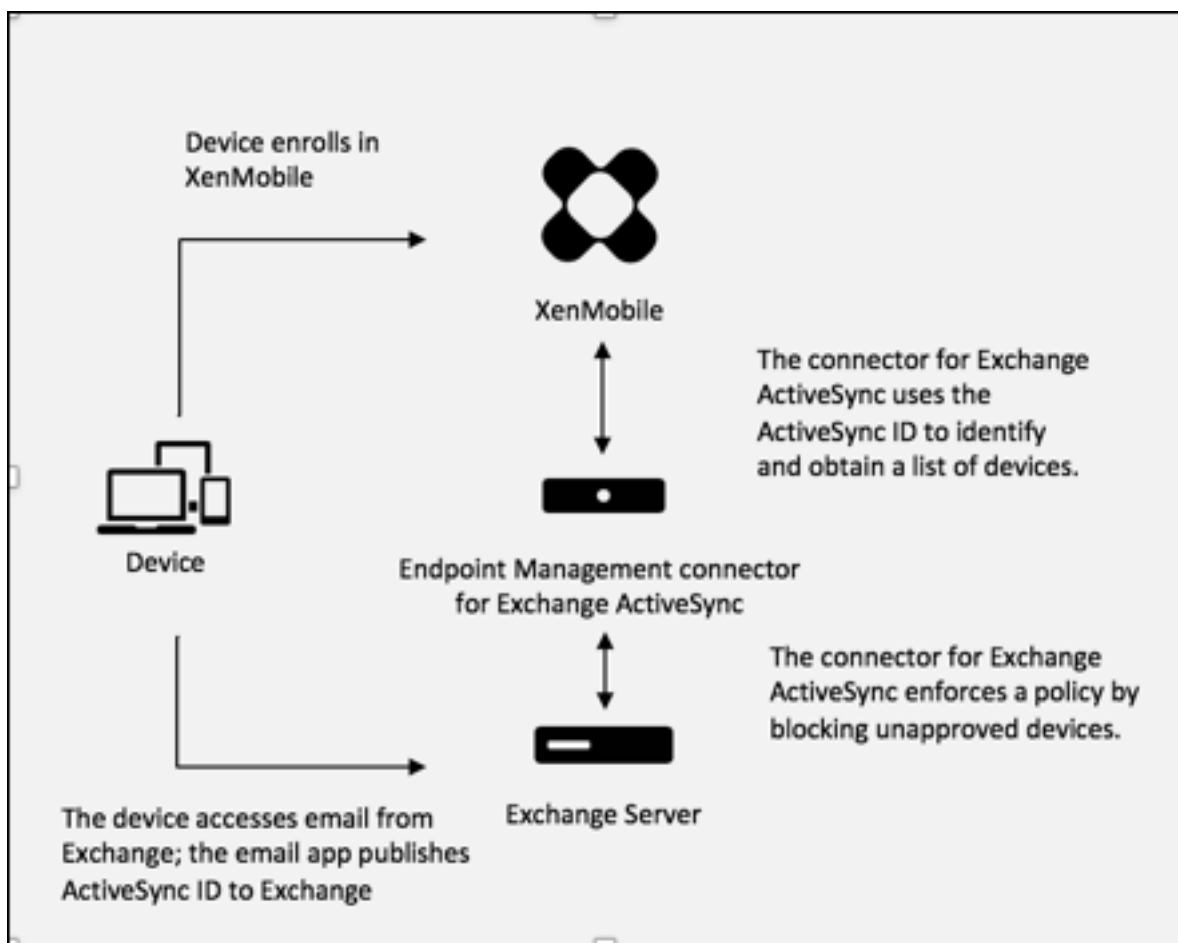 Device enrolls in
XenMobile
XenMobile
The connector for Exchange
ActiveSync uses the
ActiveSync ID to identify
and obtain a list of devices.
Device
Endpoint Management connector
for Exchange ActiveSync
The connector for Exchange
ActiveSync enforces a policy by
blocking unapproved devices.
Exchange Server
The device accesses email from
Exchange; the email app publishes
ActiveSync ID to Exchange